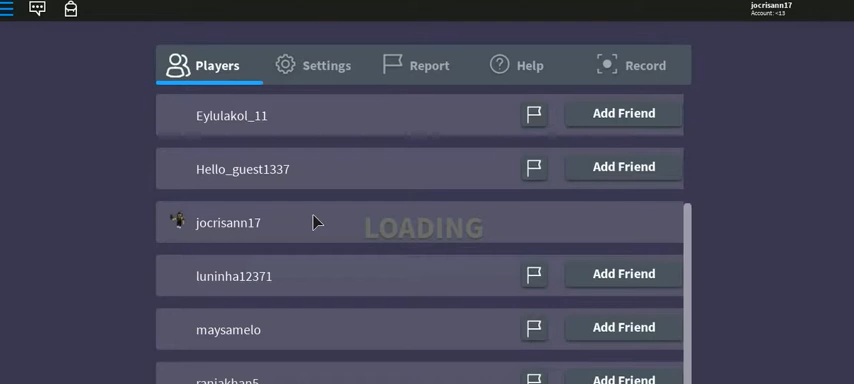 jocrisann17
Account: <13
Players Settings Report Help Record
Eylulakol_11 Add Friend
Hello_guest1337 Add Friend
jocrisann17
LOADING
luninha12371 Add Friend
maysamelo Add Friend
raniakhan5 Add Friend